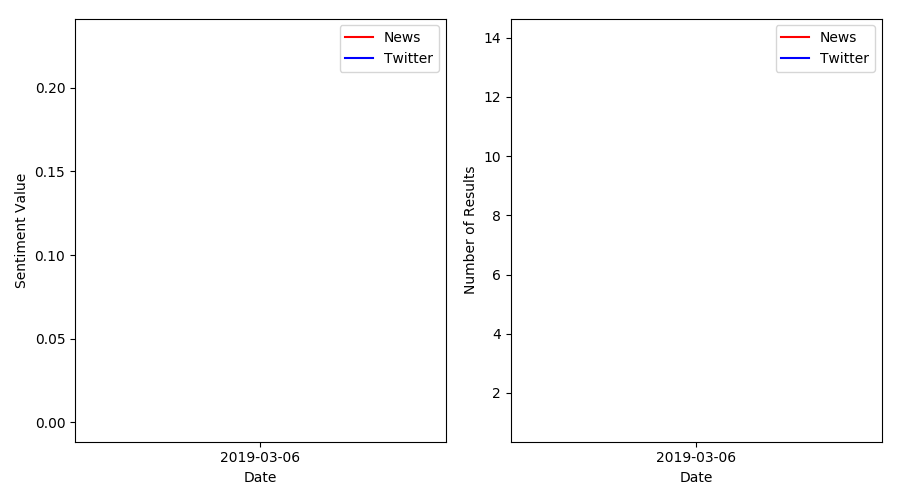 News
Twitter
0.20
0.15
0.10
0.05
0.00
Sentiment Value
2019-03-06
Date
News
Twitter
14
12
10
8
6
4
2
Number of Results
2019-03-06
Date